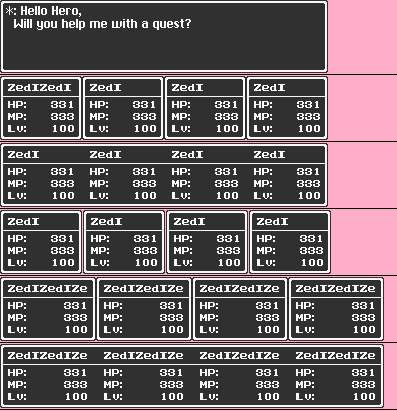 *: Hello Hero,
Will you help me with a quest?
ZedIZedI ZedI ZedI ZedI
HP: 331 HP: 331 HP: 331 HP: 331
MP: 333 MP: 333 MP: 333 MP: 333
Lv: 100 Lv: 100 Lv: 100 Lv: 100
ZedI ZedI ZedI ZedI
HP: 331 HP: 331 HP: 331 HP: 331
MP: 333 MP: 333 MP: 333 MP: 333
Lv: 100 Lv: 100 Lv: 100 Lv: 100
ZedI ZedI ZedI ZedI
HP: 331 HP: 331 HP: 331 HP: 331
MP: 333 MP: 333 MP: 333 MP: 333
Lv: 100 Lv: 100 Lv: 100 Lv: 100
ZedIZedIZe ZedIZedIZe ZedIZedIZe ZedIZedIZe
HP: 331 HP: 331 HP: 331 HP: 331
MP: 333 MP: 333 MP: 333 MP: 333
Lv: 100 Lv: 100 Lv: 100 Lv: 100
ZedIZedIZe ZedIZedIZe ZedIZedIZe ZedIZedIZe
HP: 331 HP: 331 HP: 331 HP: 331
MP: 333 MP: 333 MP: 333 MP: 333
Lv: 100 Lv: 100 Lv: 100 Lv: 100